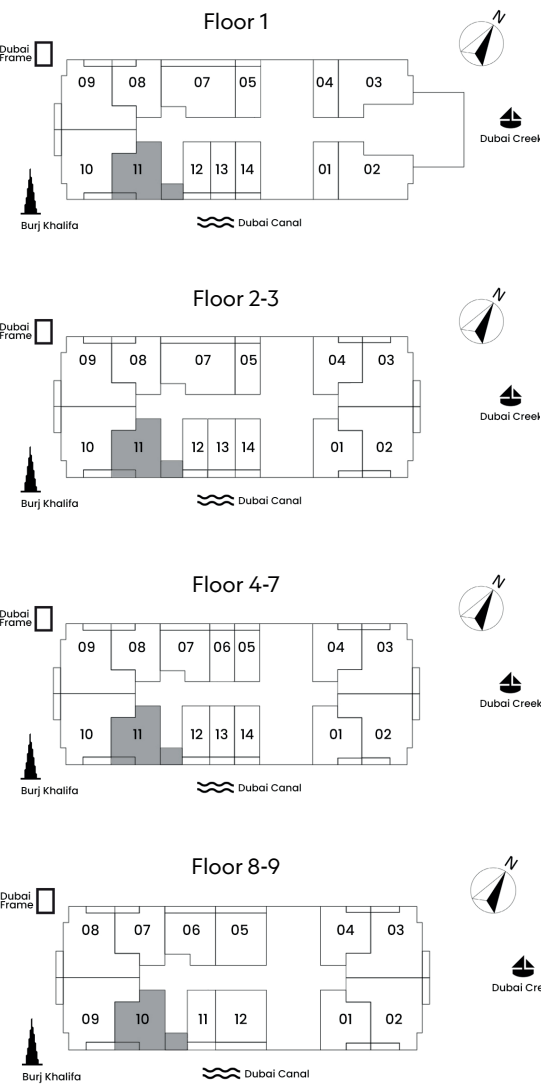 Floor 1
N
Dubai
Frame
09 08 07 05 04 03
Dubai Creek
10 11 12 13 14 01 02
Burj Khalifa
Dubai Canal
Floor 2-3
N
Dubai
Frame
09 08 07 05 04 03
Dubai Creek
10 11 12 13 14 01 02
Burj Khalifa
Dubai Canal
Floor 4-7
N
Dubai
Frame
09 08 07 06 05 04 03
Dubai Creek
10 11 12 13 14 01 02
Burj Khalifa
Dubai Canal
Floor 8-9
N
Dubai
Frame
08 07 06 05 04 03
Dubai Cre
09 10 11 12 01 02
Burj Khalifa
Dubai Canal